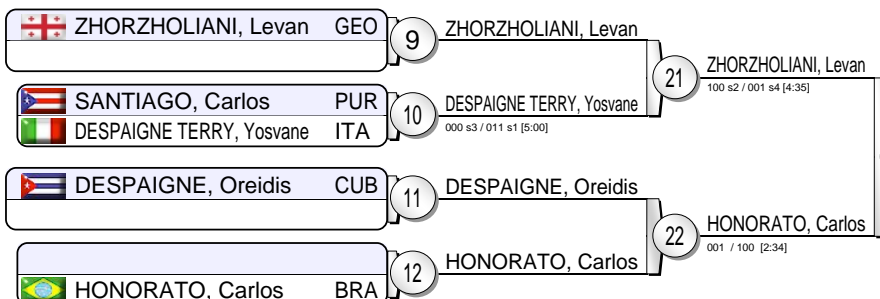 ZHORZHOLIANI, Levan GEO
9
ZHORZHOLIANI, Levan
SANTIAGO, Carlos PUR
DESPAIGNE TERRY, Yosvane ITA
10
DESPAIGNE TERRY, Yosvane
000 s3 / 011 s1 [5:00]
21
ZHORZHOLIANI, Levan
100 s2 / 001 s4 [4:35]
DESPAIGNE, Oreidis CUB
11
DESPAIGNE, Oreidis
HONORATO, Carlos BRA
12
HONORATO, Carlos
22
HONORATO, Carlos
001 / 100 [2:34]